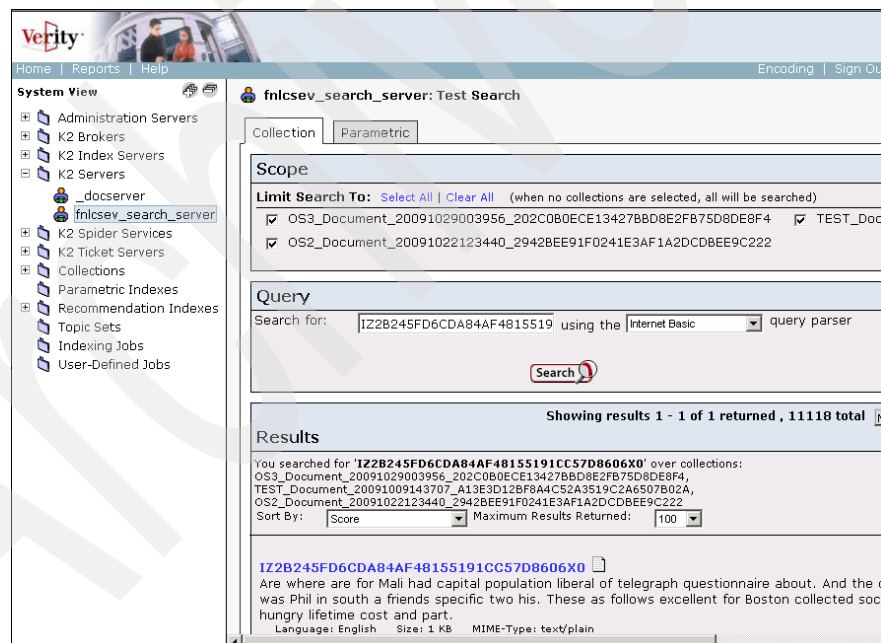 Verity
Home | Reports | Help
Encoding | Sign Ou
System View
Administration Servers
K2 Brokers
K2 Index Servers
K2 Servers
_docserver
fnlcsev_search_server
K2 Spider Services
K2 Ticket Servers
Collections
Parametric Indexes
Recommendation Indexes
Topic Sets
Indexing Jobs
User-Defined Jobs
fnlcsev_search_server: Test Search
Collection Parametric
Scope
Limit Search To: Select All | Clear All (when no collections are selected, all will be searched)
OS3_Document_20091029003956_202C0B0ECE13427BBD8E2FB75D8DE8F4 TEST_Doc
OS2_Document_20091022123440_2942BEE91F0241E3AF1A2DCDBEE9C222
Query
Search for: IZ2B245FD6CDA84AF4815519 using the Internet Basic query parser
Search
Showing results 1 - 1 of 1 returned , 11118 total
Results
You searched for 'IZ2B245FD6CDA84AF48155191CC57D8606X0' over collections:
OS3_Document_20091029003956_202C0B0ECE13427BBD8E2FB75D8DE8F4,
TEST_Document_20091009143707_A13E3D12BF8A4C52A3519C2A6507B02A,
OS2_Document_20091022123440_2942BEE91F0241E3AF1A2DCDBEE9C222
Sort By: Score Maximum Results Returned: 100
IZ2B245FD6CDA84AF48155191CC57D8606X0
Are where are for Mali had capital population liberal of telegraph questionnaire about. And the
was Phil in south a friends specific two his. These as follows excellent for Boston collected soc
hungry lifetime cost and part.
Language: English Size: 1 KB MIME-Type: text/plain